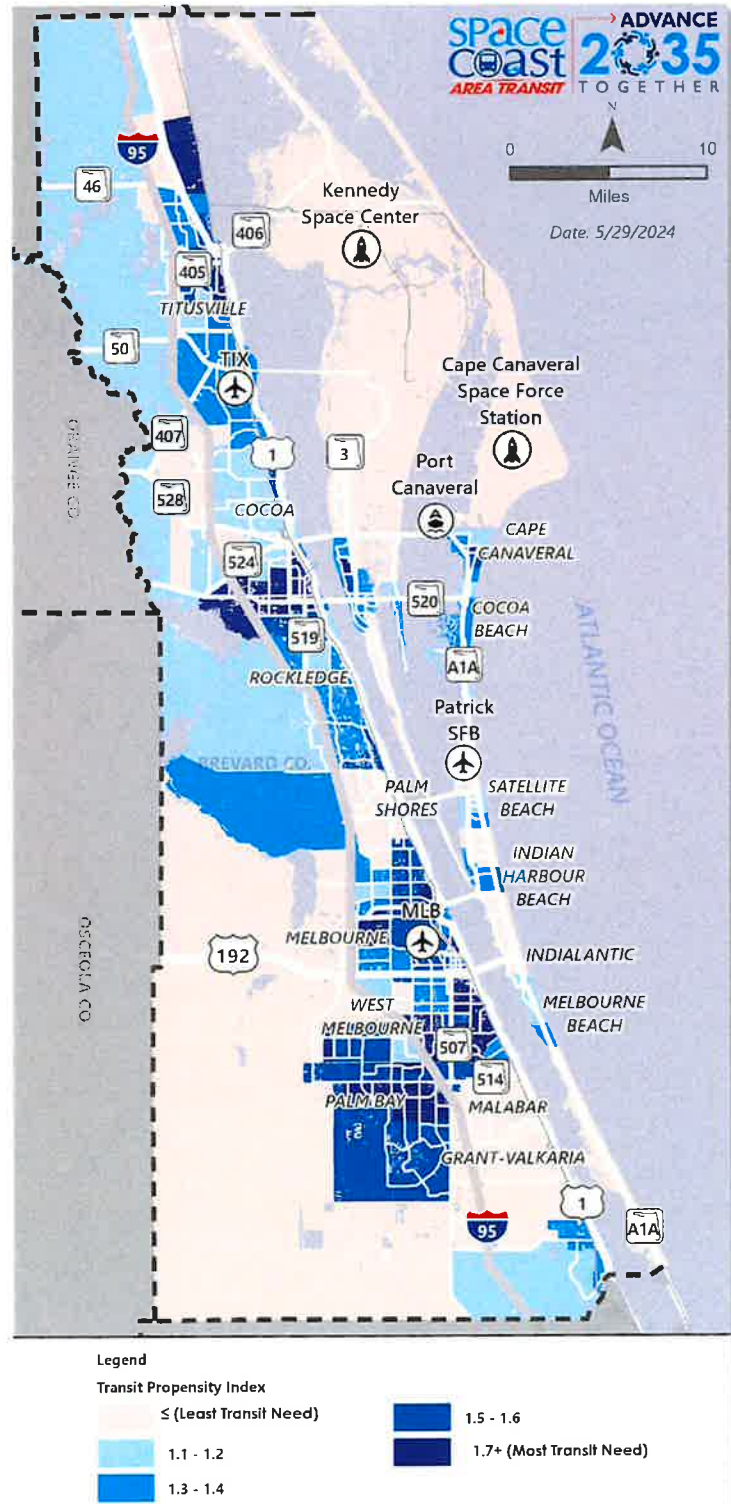 space
coast
AREA TRANSIT
ADVANCE
2035
TOGETHER
N
0 10
Miles
Date: 5/29/2024
95
46
Kennedy
Space Center
406
405
TITUSVILLE
50
TIX
Cape Canaveral
Space Force
Station
407
ORANGE CO.
1
3
Port
Canaveral
528
COCOA
CAPE
CANAVERAL
524
520
COCOA
BEACH
519
A1A
ROCKLEDGE
ATLANTIC OCEAN
Patrick
SFB
BREVARD CO.
PALM
SHORES
SATELLITE
BEACH
INDIAN
HARBOUR
BEACH
MLB
MELBOURNE
192
INDIALANTIC
OSCEOLA CO.
WEST
MELBOURNE
MELBOURNE
BEACH
507
514
PALM BAY
MALABAR
GRANT-VALKARIA
1
95
A1A
Legend
Transit Propensity Index
≤ (Least Transit Need)
1.1 - 1.2
1.3 - 1.4
1.5 - 1.6
1.7+ (Most Transit Need)